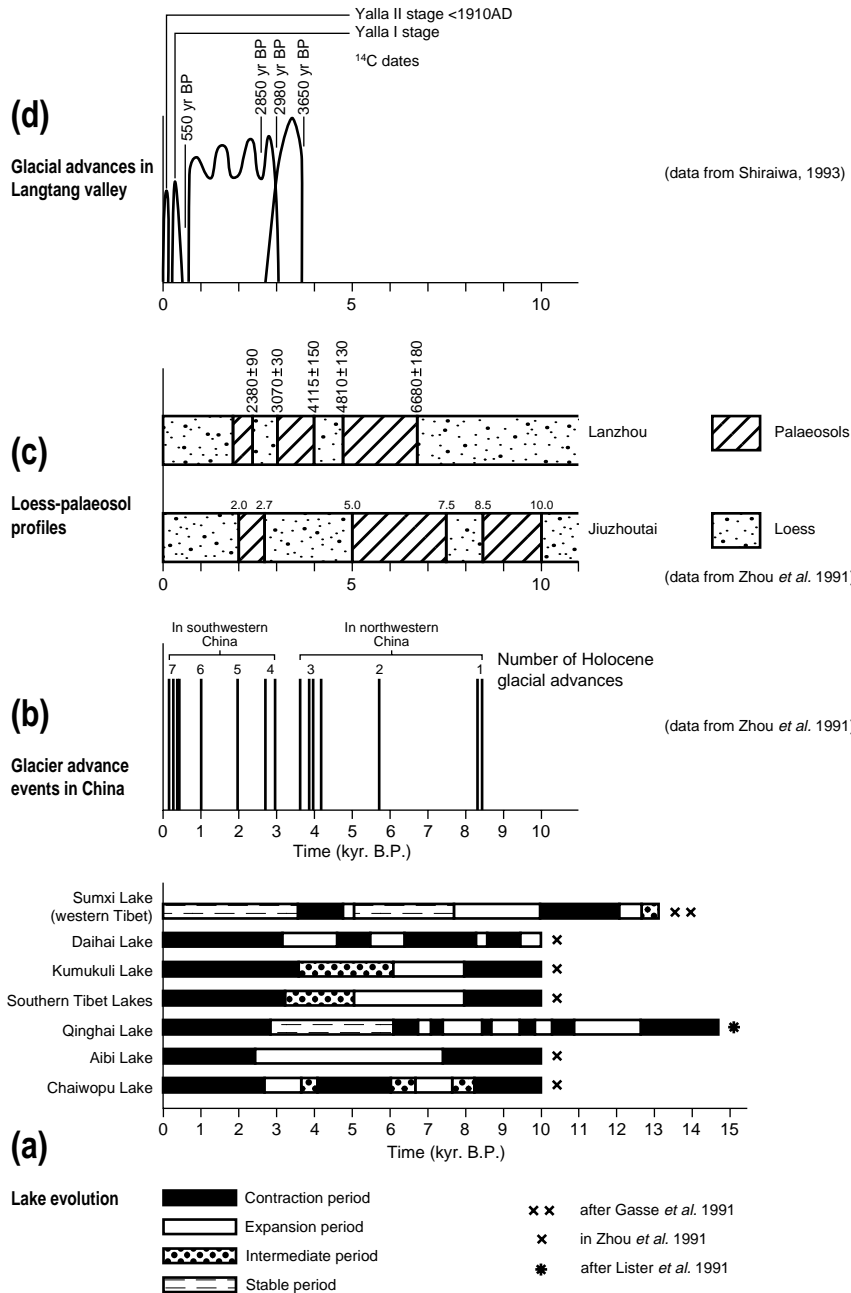 Yalla II stage <1910AD
Yalla I stage
¹⁴C dates
550 yr BP
2850 yr BP
2980 yr BP
3650 yr BP
(d)
Glacial advances in
Langtang valley
(data from Shiraiwa, 1993)
0 5 10
2380±90
3070±30
4115±150
4810±130
6680±180
Lanzhou
Palaeosols
(c)
Loess-palaeosol
profiles
2.0 2.7 5.0 7.5 8.5 10.0
Jiuzhoutai
Loess
0 5 10
(data from Zhou et al. 1991)
In southwestern
China
In northwestern
China
7 6 5 4 3 2 1
Number of Holocene
glacial advances
(b)
Glacier advance
events in China
(data from Zhou et al. 1991)
0 1 2 3 4 5 6 7 8 9 10
Time (kyr. B.P.)
Sumxi Lake
(western Tibet)
Daihai Lake
Kumukuli Lake
Southern Tibet Lakes
Qinghai Lake
Aibi Lake
Chaiwopu Lake
0 1 2 3 4 5 6 7 8 9 10 11 12 13 14 15
Time (kyr. B.P.)
(a)
Lake evolution
Contraction period
Expansion period
Intermediate period
Stable period
×× after Gasse et al. 1991
× in Zhou et al. 1991
✱ after Lister et al. 1991